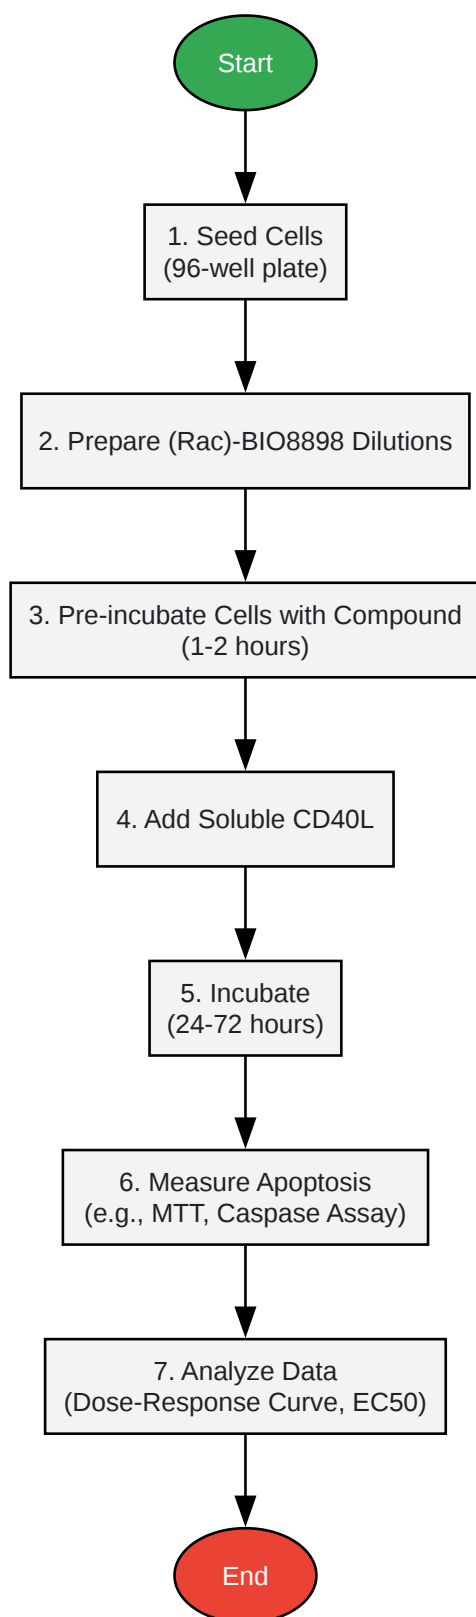 Start
1. Seed Cells
(96-well plate)
2. Prepare (Rac)-BIO8898 Dilutions
3. Pre-incubate Cells with Compound
(1-2 hours)
4. Add Soluble CD40L
5. Incubate
(24-72 hours)
6. Measure Apoptosis
(e.g., MTT, Caspase Assay)
7. Analyze Data
(Dose-Response Curve, EC50)
End